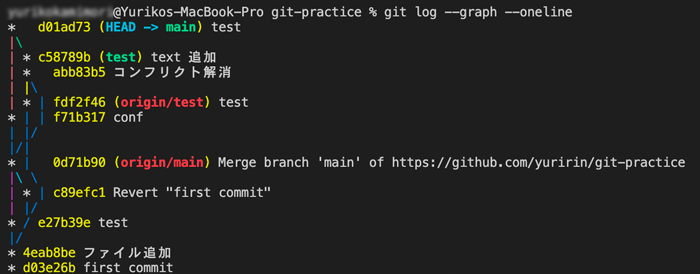 @Yurikos-MacBook-Pro git-practice % git log --graph --oneline
*   d01ad73 (HEAD -> main) test
|\
| * c58789b (test) text 追加
| *   abb83b5 コンフリクト解消
| |\
| * | fdf2f46 (origin/test) test
* | | f71b317 conf
| |/
|/|
* |   0d71b90 (origin/main) Merge branch 'main' of https://github.com/yuririn/git-practice
|\ \
| * | c89efc1 Revert "first commit"
| |/
* / e27b39e test
|/
* 4eab8be ファイル追加
* d03e26b first commit